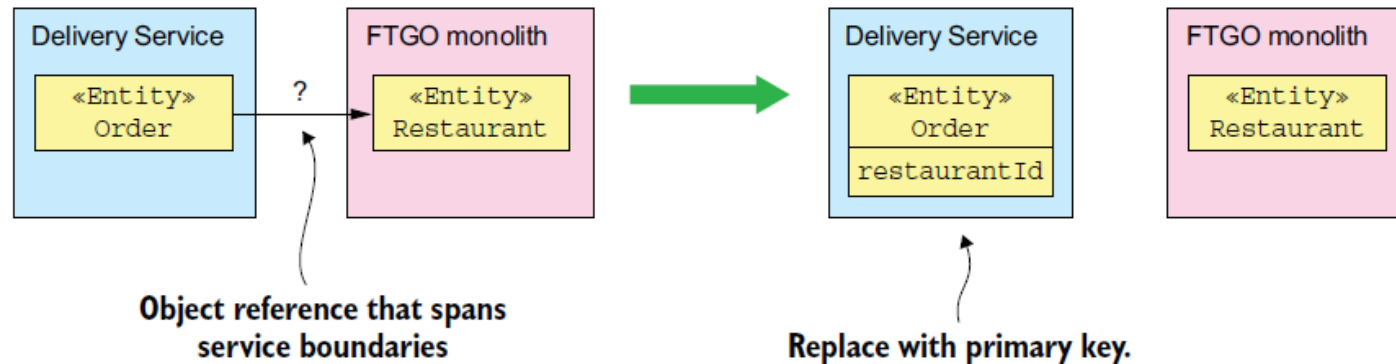 Delivery Service
«Entity»
Order
?
FTGO monolith
«Entity»
Restaurant
Object reference that spans
service boundaries
Delivery Service
«Entity»
Order
restaurantId
FTGO monolith
«Entity»
Restaurant
Replace with primary key.